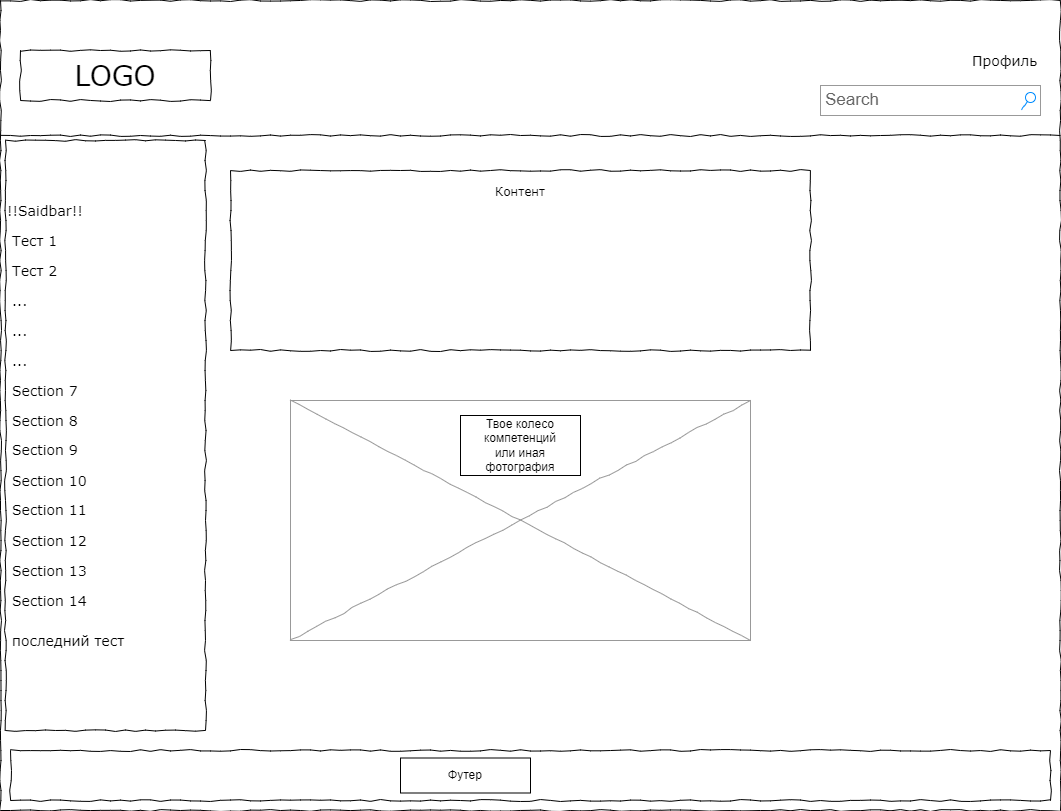 LOGO
Профиль
Search
!!Saidbar!!
Тест 1
Тест 2
...
...
...
Section 7
Section 8
Section 9
Section 10
Section 11
Section 12
Section 13
Section 14
последний тест
Контент
Твое колесо
компетенций
или иная
фотография
Футер